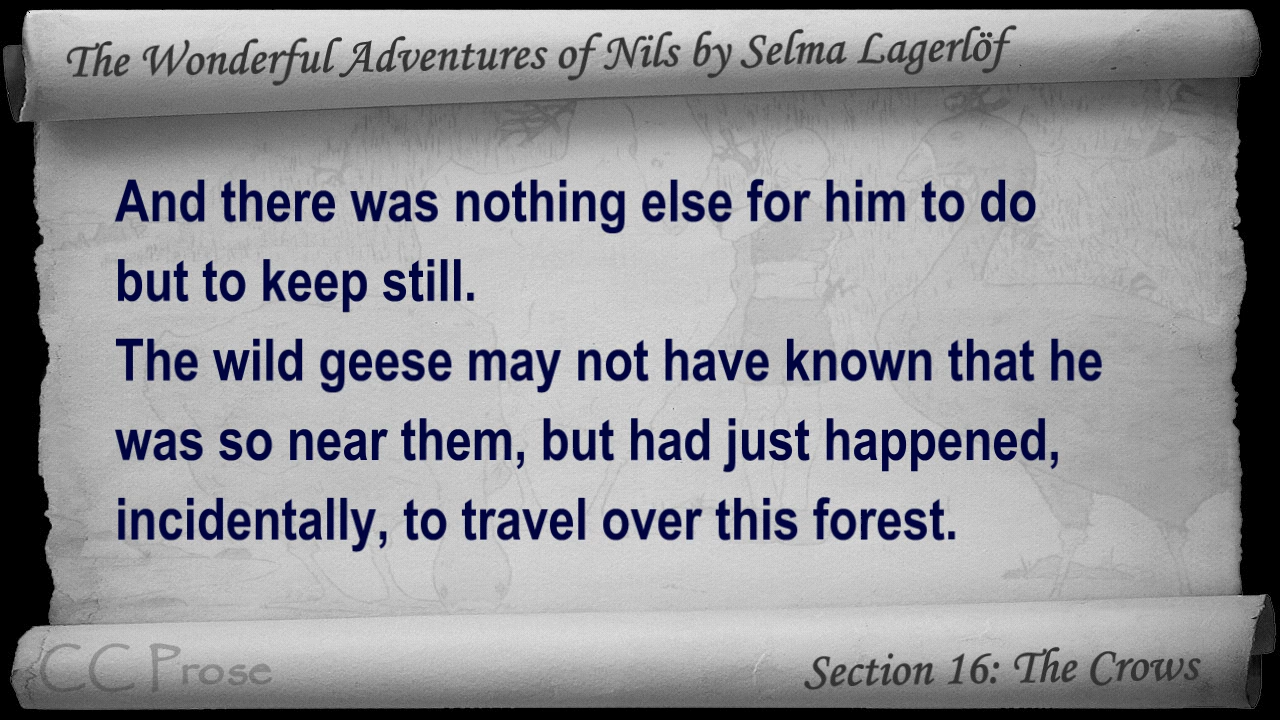 The Wonderful Adventures of Nils by Selma Lagerlöf
And there was nothing else for him to do
but to keep still.
The wild geese may not have known that he
was so near them, but had just happened,
incidentally, to travel over this forest.
CC Prose
Section 16: The Crows